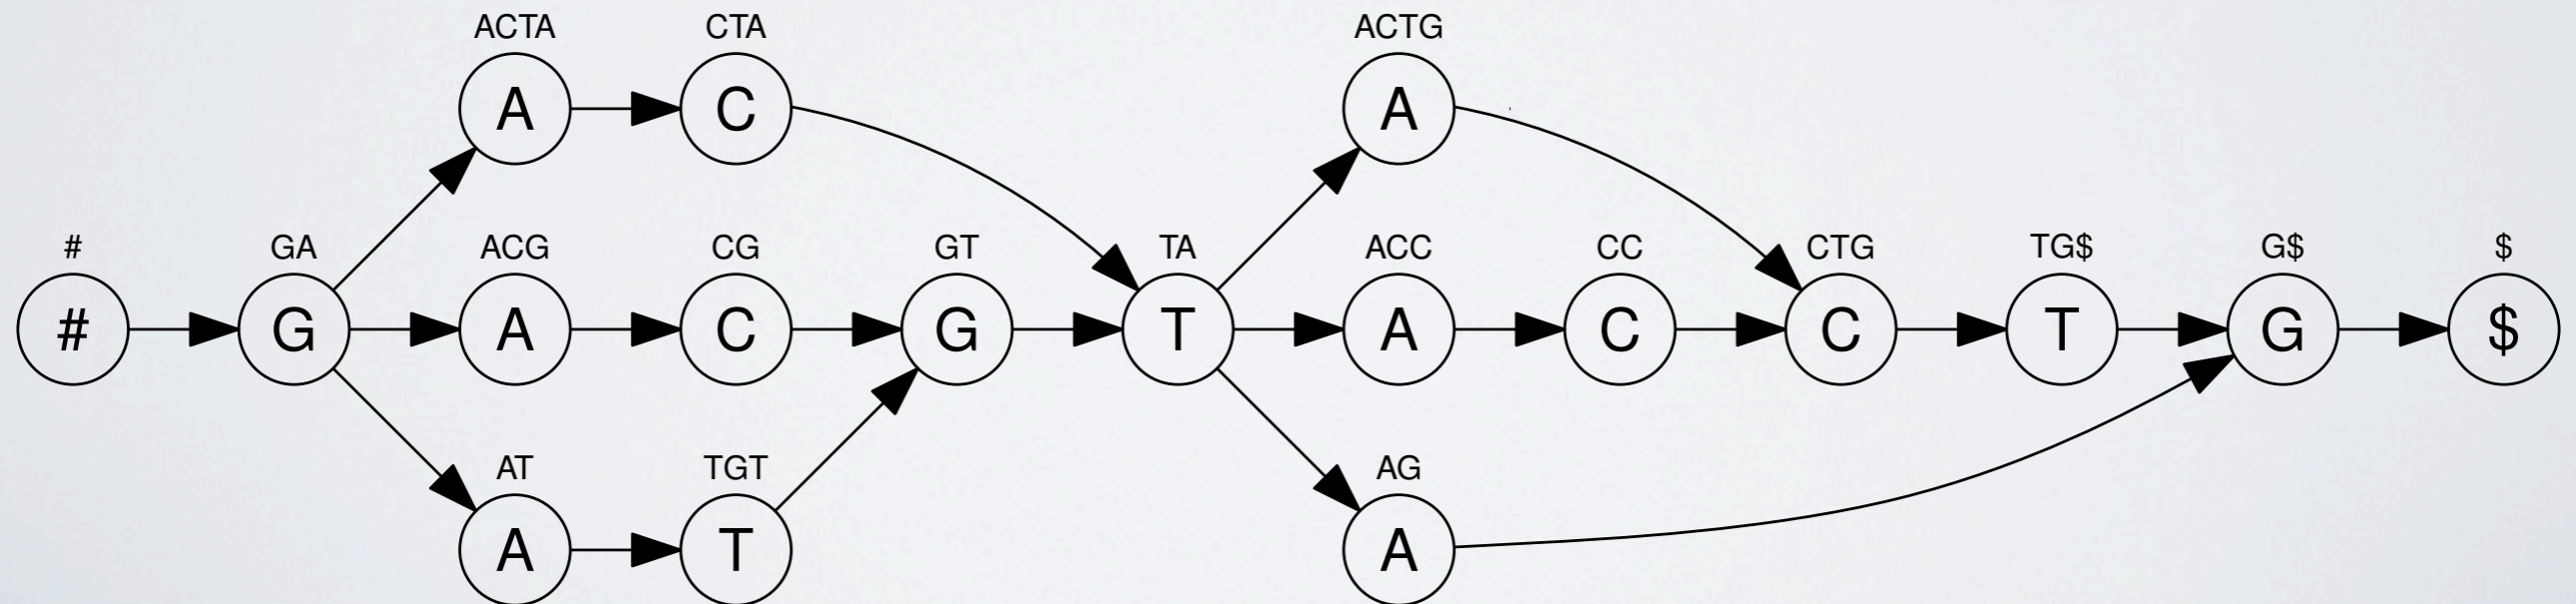 ACTA CTA ACTG
A C A
# GA ACG CG GT TA ACC CC CTG TG$ G$ $
# G A C G T A C C T G $
AT TGT AG
A T A